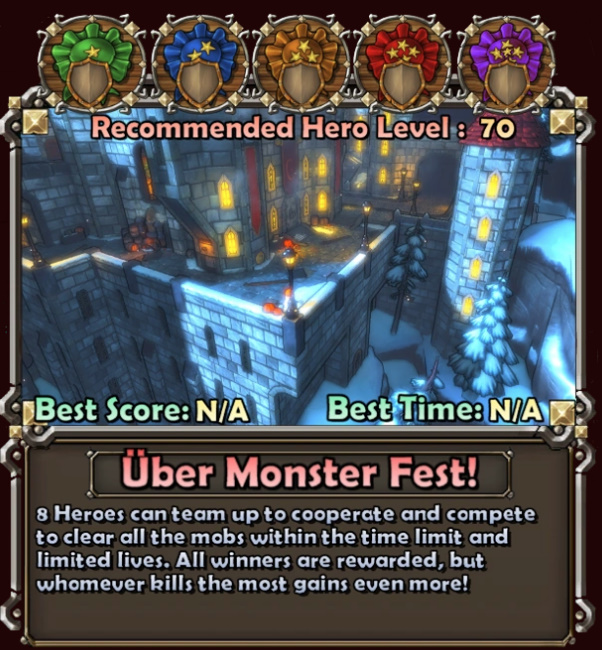 Recommended Hero Level : 70
Best Score: N/A
Best Time: N/A
Über Monster Fest!
8 Heroes can team up to cooperate and compete
to clear all the mobs within the time limit and
limited lives. All winners are rewarded, but
whomever kills the most gains even more!